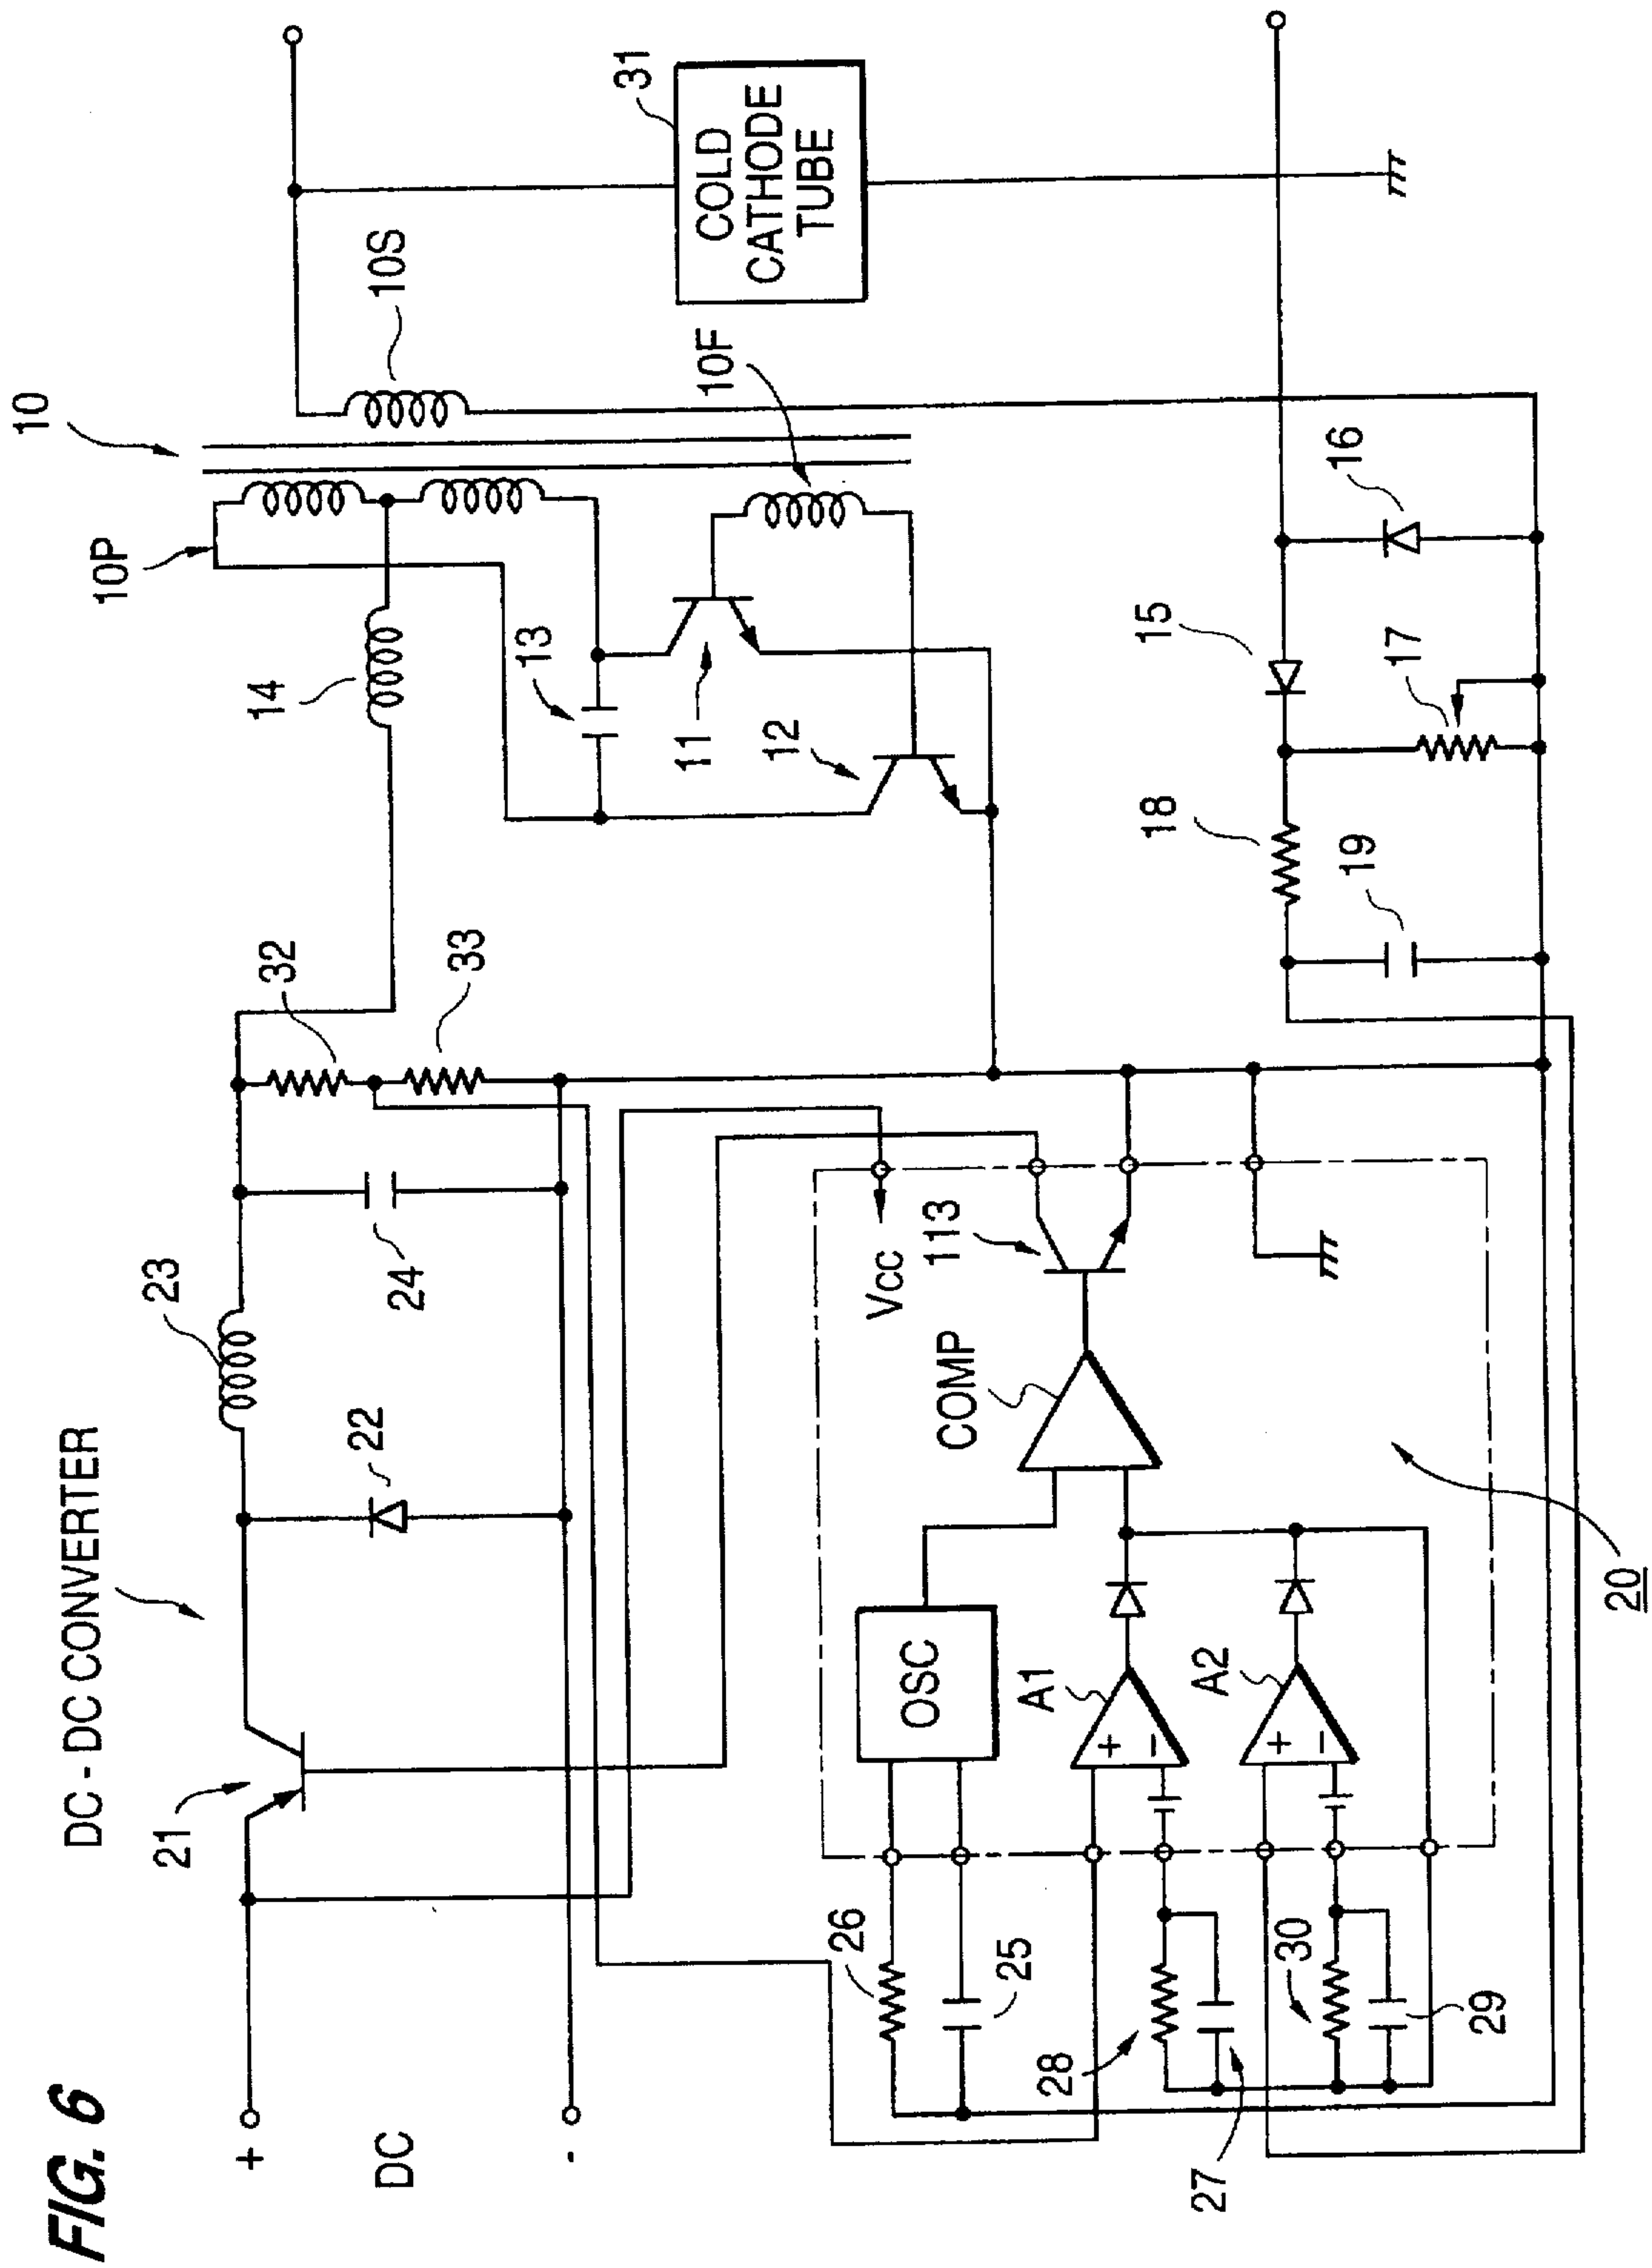 FIG. 6
DC - DC CONVERTER
+
DC
-
21
22
23
24
32
33
14
10P
10
10S
10F
13
11
12
31
COLD
CATHODE
TUBE
15
16
17
18
19
Vcc
113
COMP
OSC
A1
+
-
A2
+
-
20
26
25
28
27
30
29